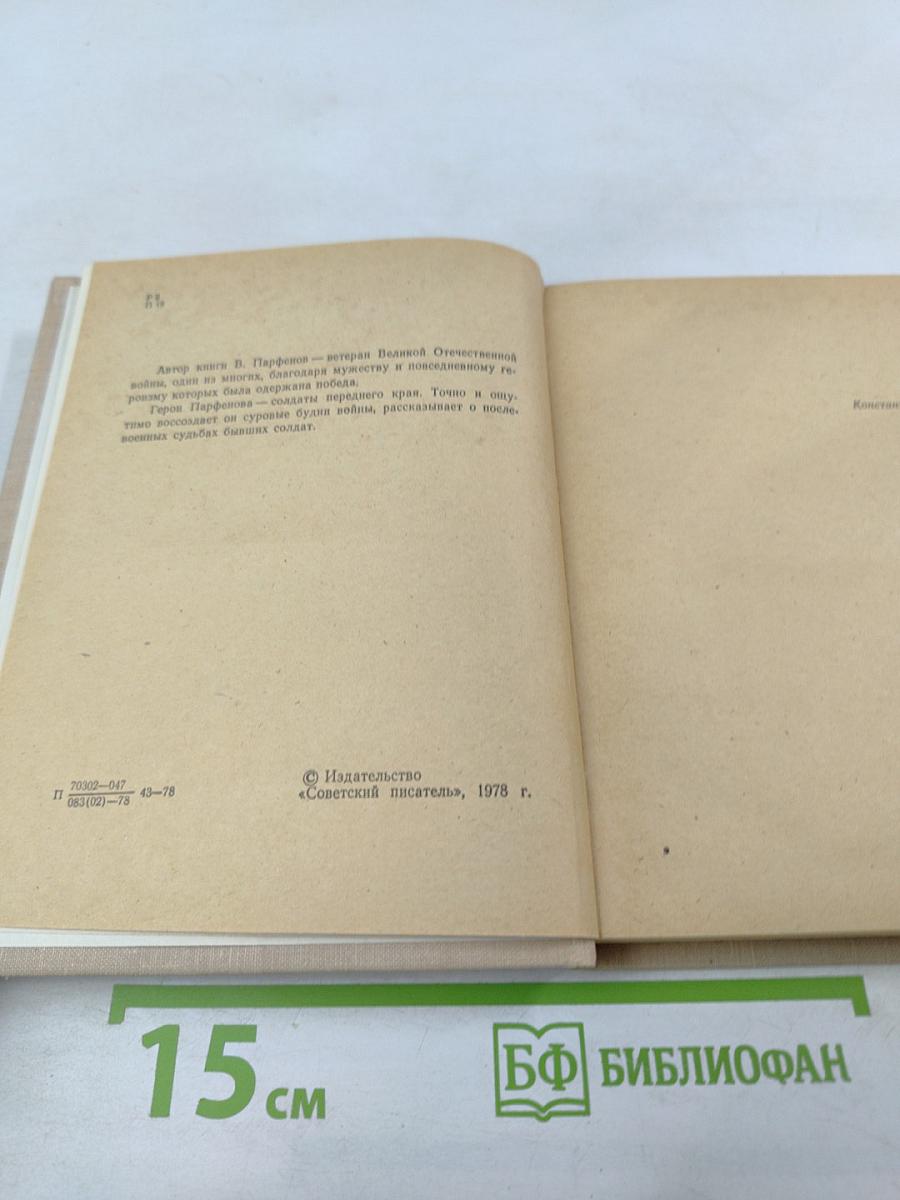 Р 2
П 18
Автор книги В. Парфенов — ветеран Великой Отечественной
войны, один из многих, благодаря мужеству и повседневному ге-
роизму которых была одержана победа.
Герои Парфенова — солдаты переднего края. Точно и ощу-
тимо воссоздает он суровые будни войны, рассказывает о после-
военных судьбах бывших солдат.
П 70302—047
083(02)—78 43—78
© Издательство
«Советский писатель», 1978 г.
Констан
15 см
БФ БИБЛИОФАН